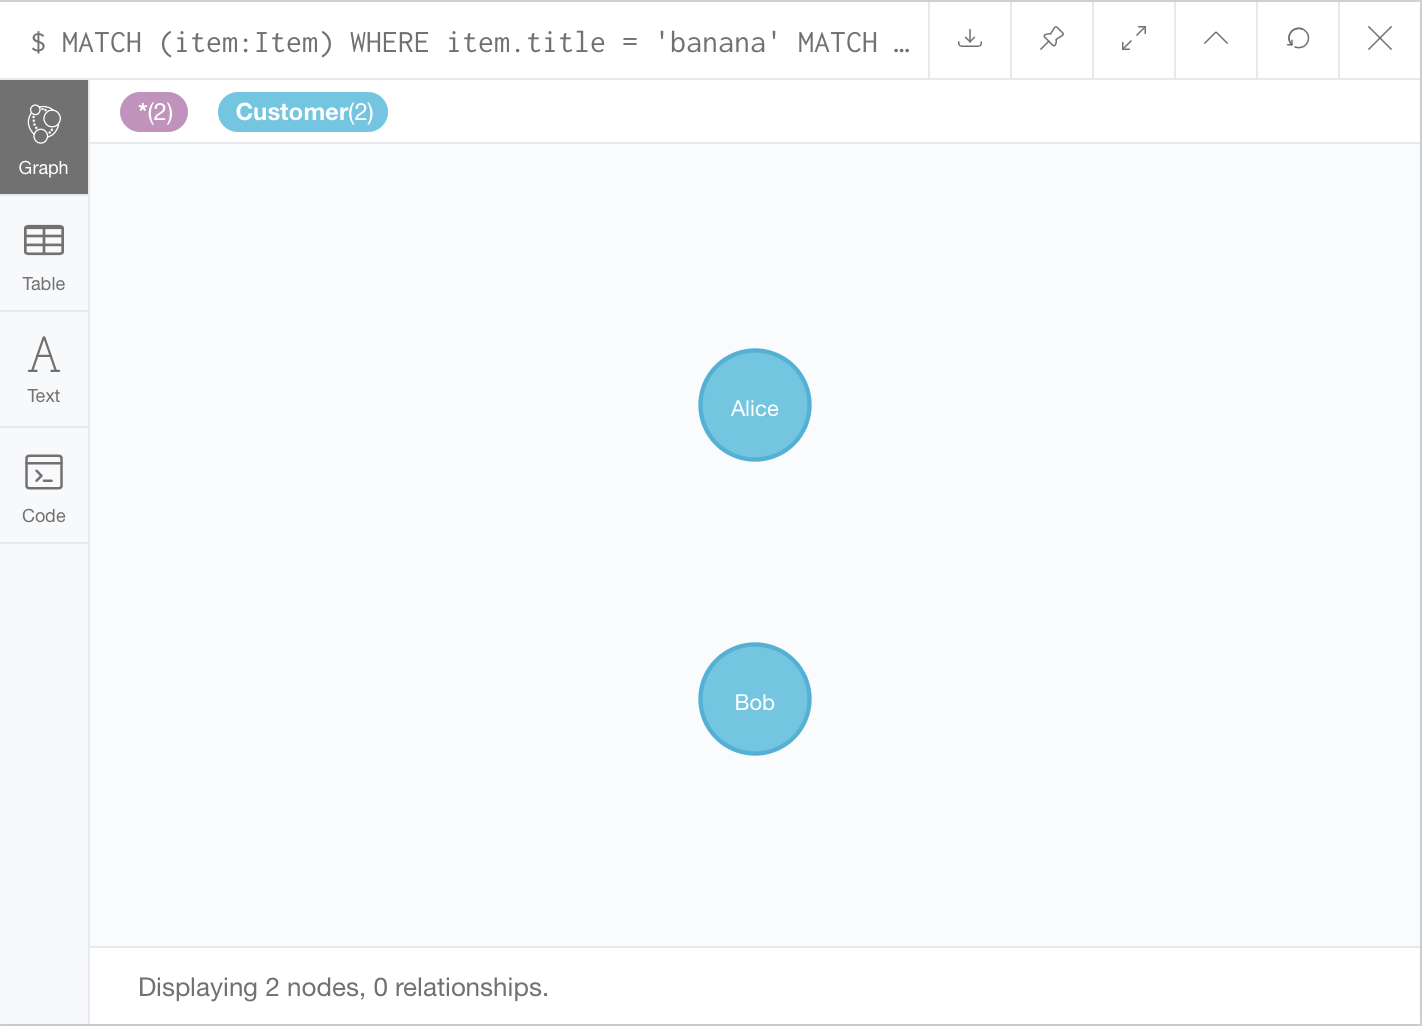 $ MATCH (item:Item) WHERE item.title = 'banana' MATCH …
*(2) Customer(2)
Graph
Table
Text
Code
Alice
Bob
Displaying 2 nodes, 0 relationships.